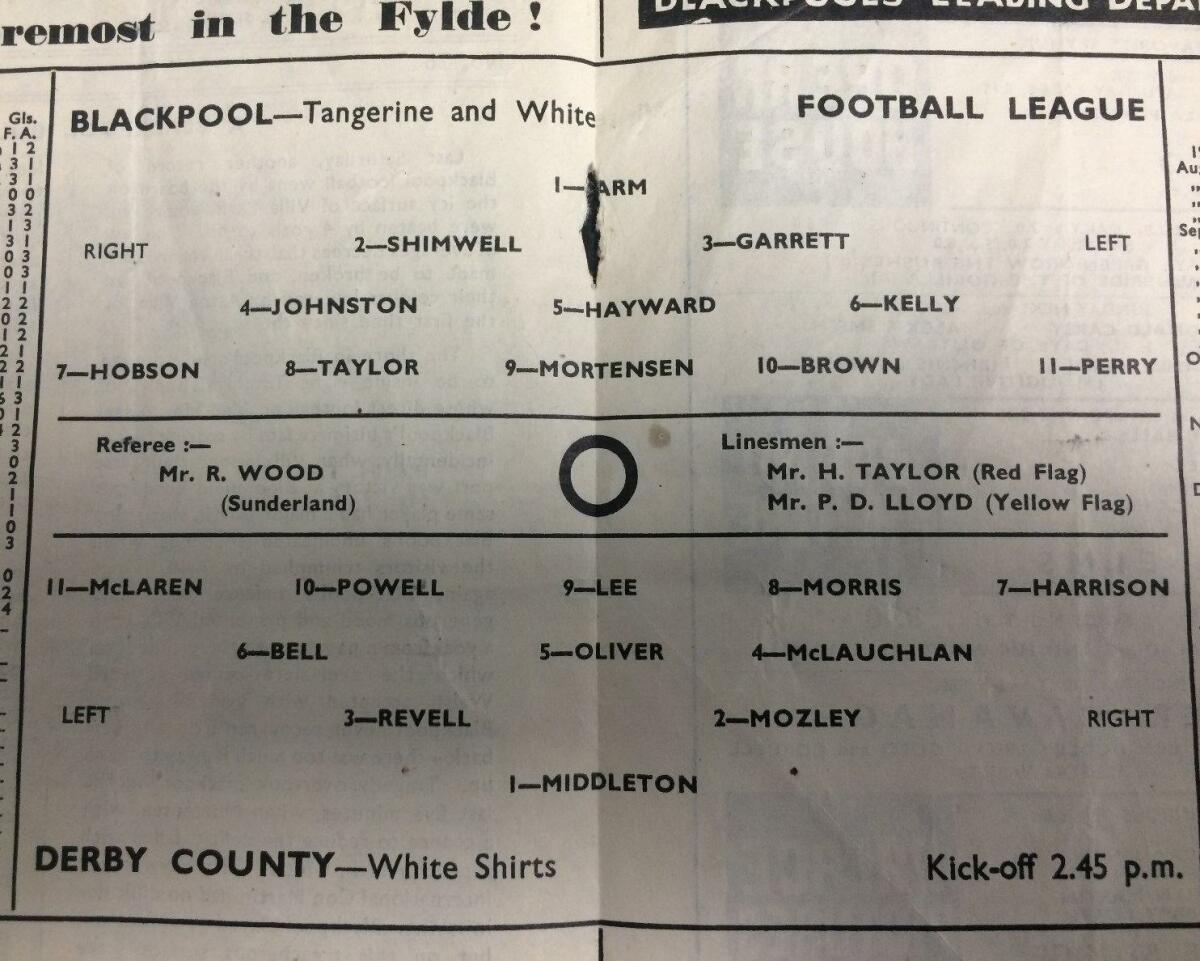 remost in the Fylde !
BLACKPOOL—Tangerine and White
FOOTBALL LEAGUE
Gls.
F. A.
1—ARM
RIGHT 2—SHIMWELL 3—GARRETT LEFT
4—JOHNSTON 5—HAYWARD 6—KELLY
7—HOBSON 8—TAYLOR 9—MORTENSEN 10—BROWN 11—PERRY
Referee :—
Mr. R. WOOD
(Sunderland)
Linesmen :—
Mr. H. TAYLOR (Red Flag)
Mr. P. D. LLOYD (Yellow Flag)
11—McLAREN 10—POWELL 9—LEE 8—MORRIS 7—HARRISON
6—BELL 5—OLIVER 4—McLAUCHLAN
LEFT 3—REVELL 2—MOZLEY RIGHT
1—MIDDLETON
DERBY COUNTY—White Shirts
Kick-off 2.45 p.m.